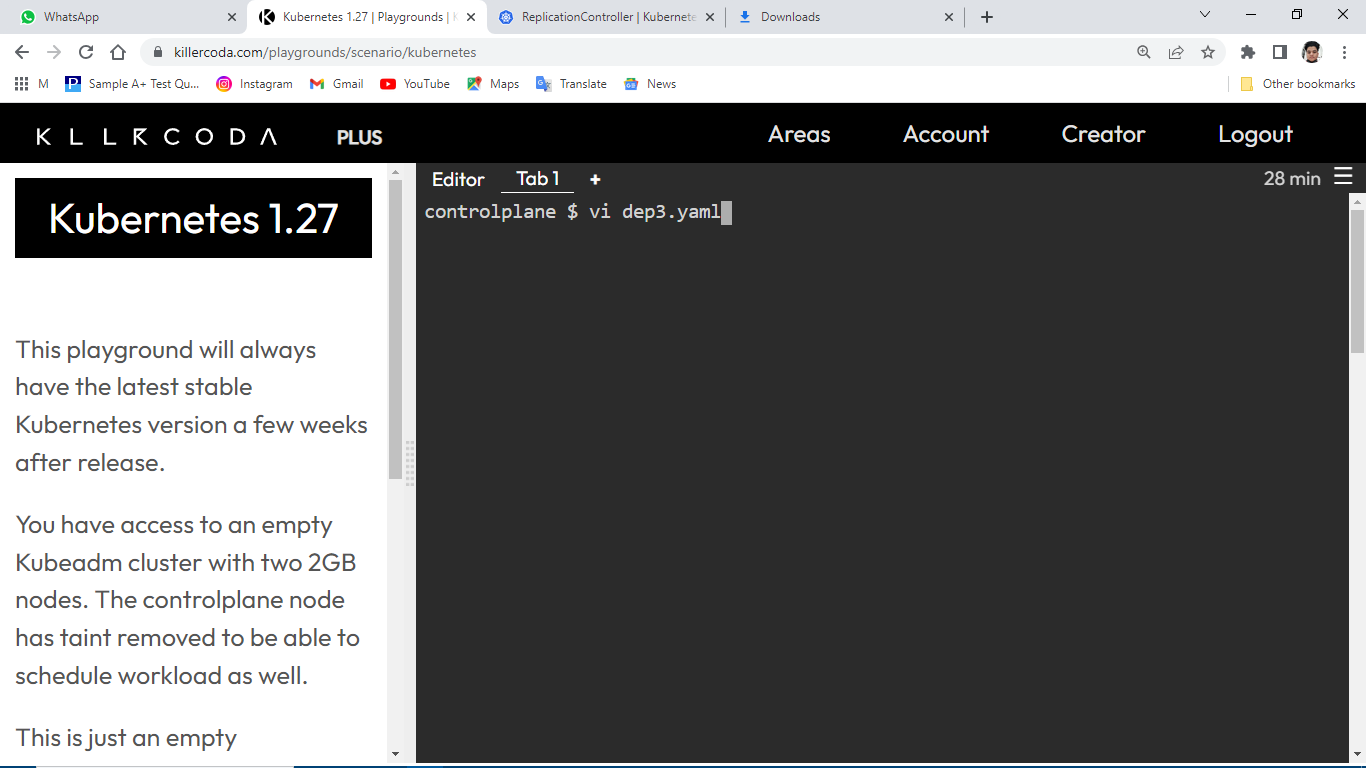 WhatsApp
Kubernetes 1.27 | Playgrounds |
ReplicationController | Kubernete
Downloads
killercoda.com/playgrounds/scenario/kubernetes
M
Sample A+ Test Qu...
Instagram
Gmail
YouTube
Maps
Translate
News
Other bookmarks
KILLERCODA
PLUS
Areas
Account
Creator
Logout
Kubernetes 1.27
This playground will always
have the latest stable
Kubernetes version a few weeks
after release.
You have access to an empty
Kubeadm cluster with two 2GB
nodes. The controlplane node
has taint removed to be able to
schedule workload as well.
This is just an empty
Editor
Tab 1
+
28 min
controlplane $ vi dep3.yaml